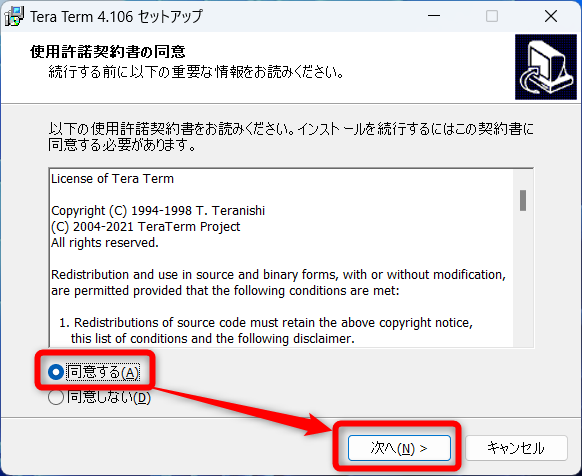 Tera Term 4.106 セットアップ
使用許諾契約書の同意
続行する前に以下の重要な情報をお読みください。
以下の使用許諾契約書をお読みください。インストールを続行するにはこの契約書に
同意する必要があります。
License of Tera Term
Copyright (C) 1994-1998 T. Teranishi
(C) 2004-2021 TeraTerm Project
All rights reserved.
Redistribution and use in source and binary forms, with or without modification,
are permitted provided that the following conditions are met:
1. Redistributions of source code must retain the above copyright notice,
this list of conditions and the following disclaimer.
同意する(A)
同意しない(D)
次へ(N) >
キャンセル